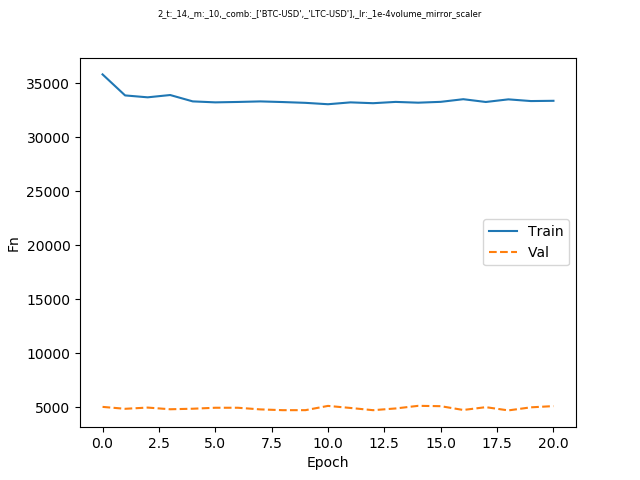 2_t:_14,_m:_10,_comb:_['BTC-USD',_'LTC-USD'],_lr:_1e-4volume_mirror_scaler
35000
30000
25000
20000
15000
10000
5000
Fn
Train
Val
0.0 2.5 5.0 7.5 10.0 12.5 15.0 17.5 20.0
Epoch